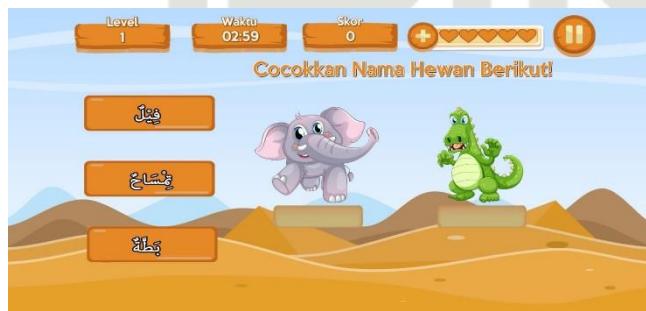 Level
1
Waktu
02:59
Skor
0
Cocokkan Nama Hewan Berikut!
فِيْلٌ
تِمْسَاحٌ
بَطَّةٌ